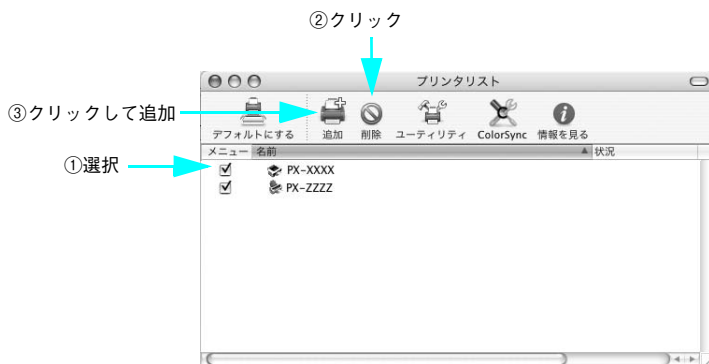 ②クリック
プリンタリスト
③クリックして追加
デフォルトにする 追加 削除 ユーティリティ ColorSync 情報を見る
メニュー 名前 状況
①選択
PX-XXXX
PX-ZZZZ